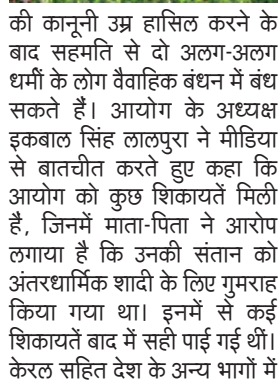 की कानूनी उम्र हासिल करने के
बाद सहमति से दो अलग-अलग
धर्मों के लोग वैवाहिक बंधन में बंध
सकते हैं। आयोग के अध्यक्ष
इकबाल सिंह लालपुरा ने मीडिया
से बातचीत करते हुए कहा कि
आयोग को कुछ शिकायतें मिली
है, जिनमें माता-पिता ने आरोप
लगाया है कि उनकी संतान को
अंतरधार्मिक शादी के लिए गुमराह
किया गया था। इनमें से कई
शिकायतें बाद में सही पाई गई थीं।
केरल सहित देश के अन्य भागों में